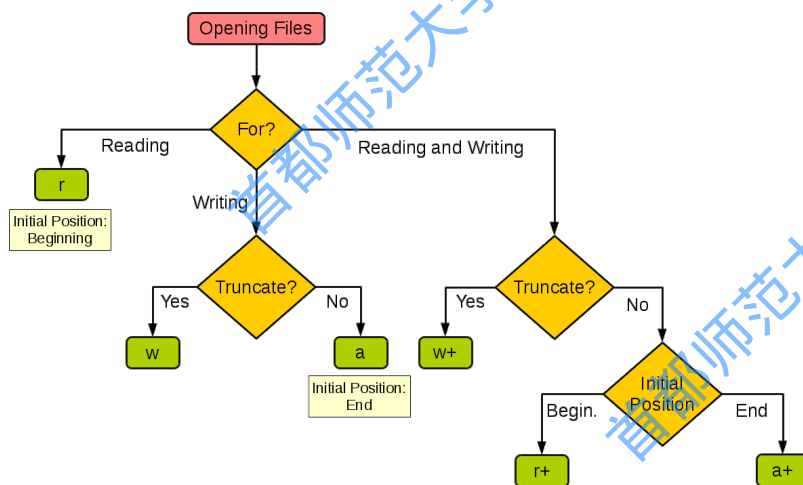 Opening Files
For?
Reading
Reading and Writing
r
Writing
Initial Position:
Beginning
Truncate?
Truncate?
Yes
No
Yes
No
w
a
w+
Initial Position:
End
Initial
Position
Begin.
End
r+
a+
首都师范大学
首都师范大